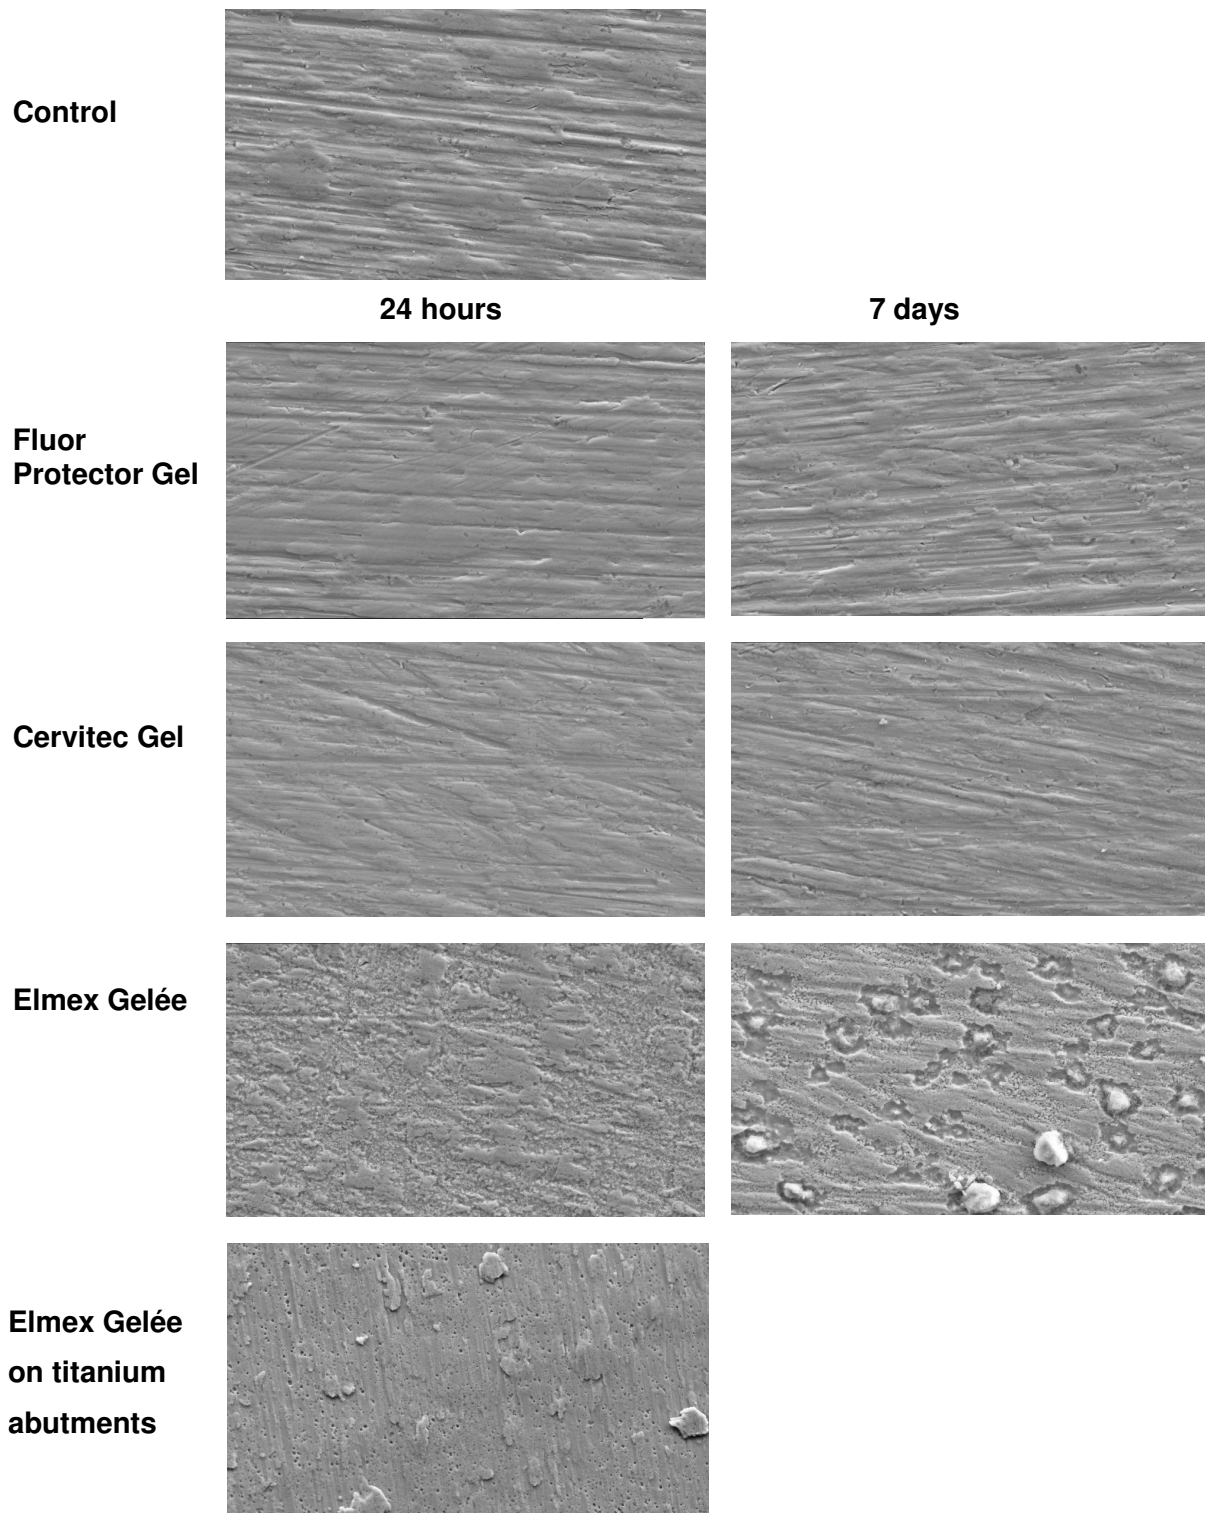 Control
24 hours
7 days
Fluor
Protector Gel
Cervitec Gel
Elmex Gelée
Elmex Gelée
on titanium
abutments